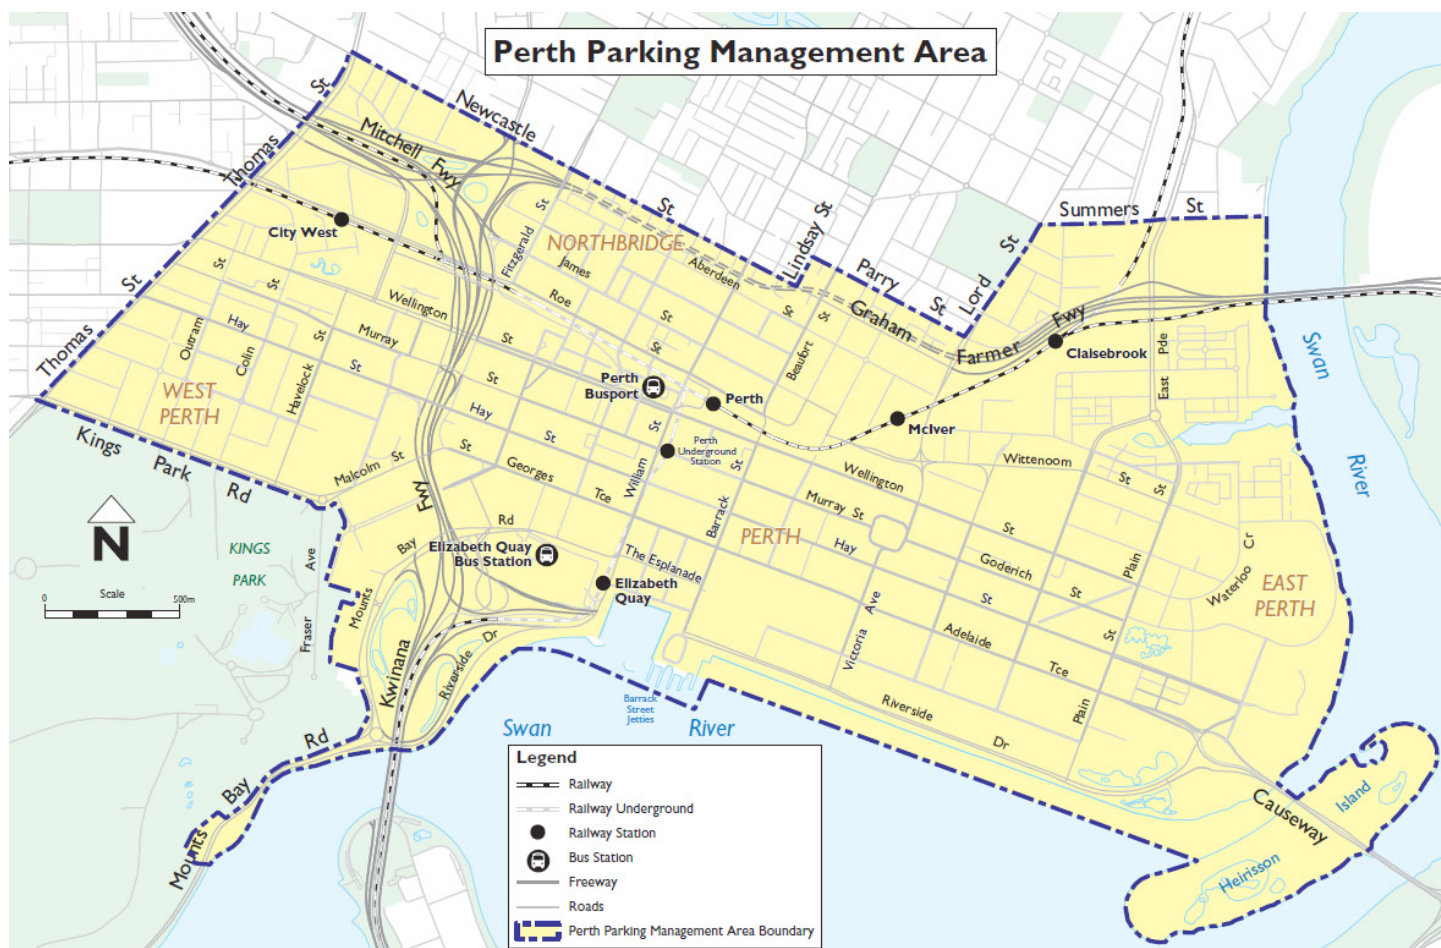 Perth Parking Management Area
Thomas St
Newcastle St
Mitchell Fwy
Lindsay St
Parry St
Lord St
Summers St
Graham Farmer Fwy
City West
NORTHBRIDGE
Fitzgerald St
James St
Roe St
Aberdeen St
Beaufort St
Claisebrook
East Pde
Swan River
Thomas St
Outram St
Colin St
Havelock St
Hay St
Murray St
Wellington St
WEST PERTH
Perth Busport
Perth
McIver
Perth
Underground
Station
Kings Park Rd
Malcolm St
Hay St
St Georges Tce
William St
Barrack St
Wellington St
Wittenoom St
Murray St
Hay St
Goderich St
Plain St
Waterloo Cr
EAST PERTH
PERTH
N
Scale
0 500m
KINGS PARK
Fraser Ave
Mounts Bay Rd
Elizabeth Quay
Bus Station
The Esplanade
Elizabeth
Quay
Kwinana Fwy
Riverside Dr
Victoria Ave
Adelaide Tce
Plain St
Riverside Dr
Barrack
Street
Jetties
Swan River
Mounts Bay Rd
Causeway
Heirisson Island
Legend
Railway
Railway Underground
Railway Station
Bus Station
Freeway
Roads
Perth Parking Management Area Boundary